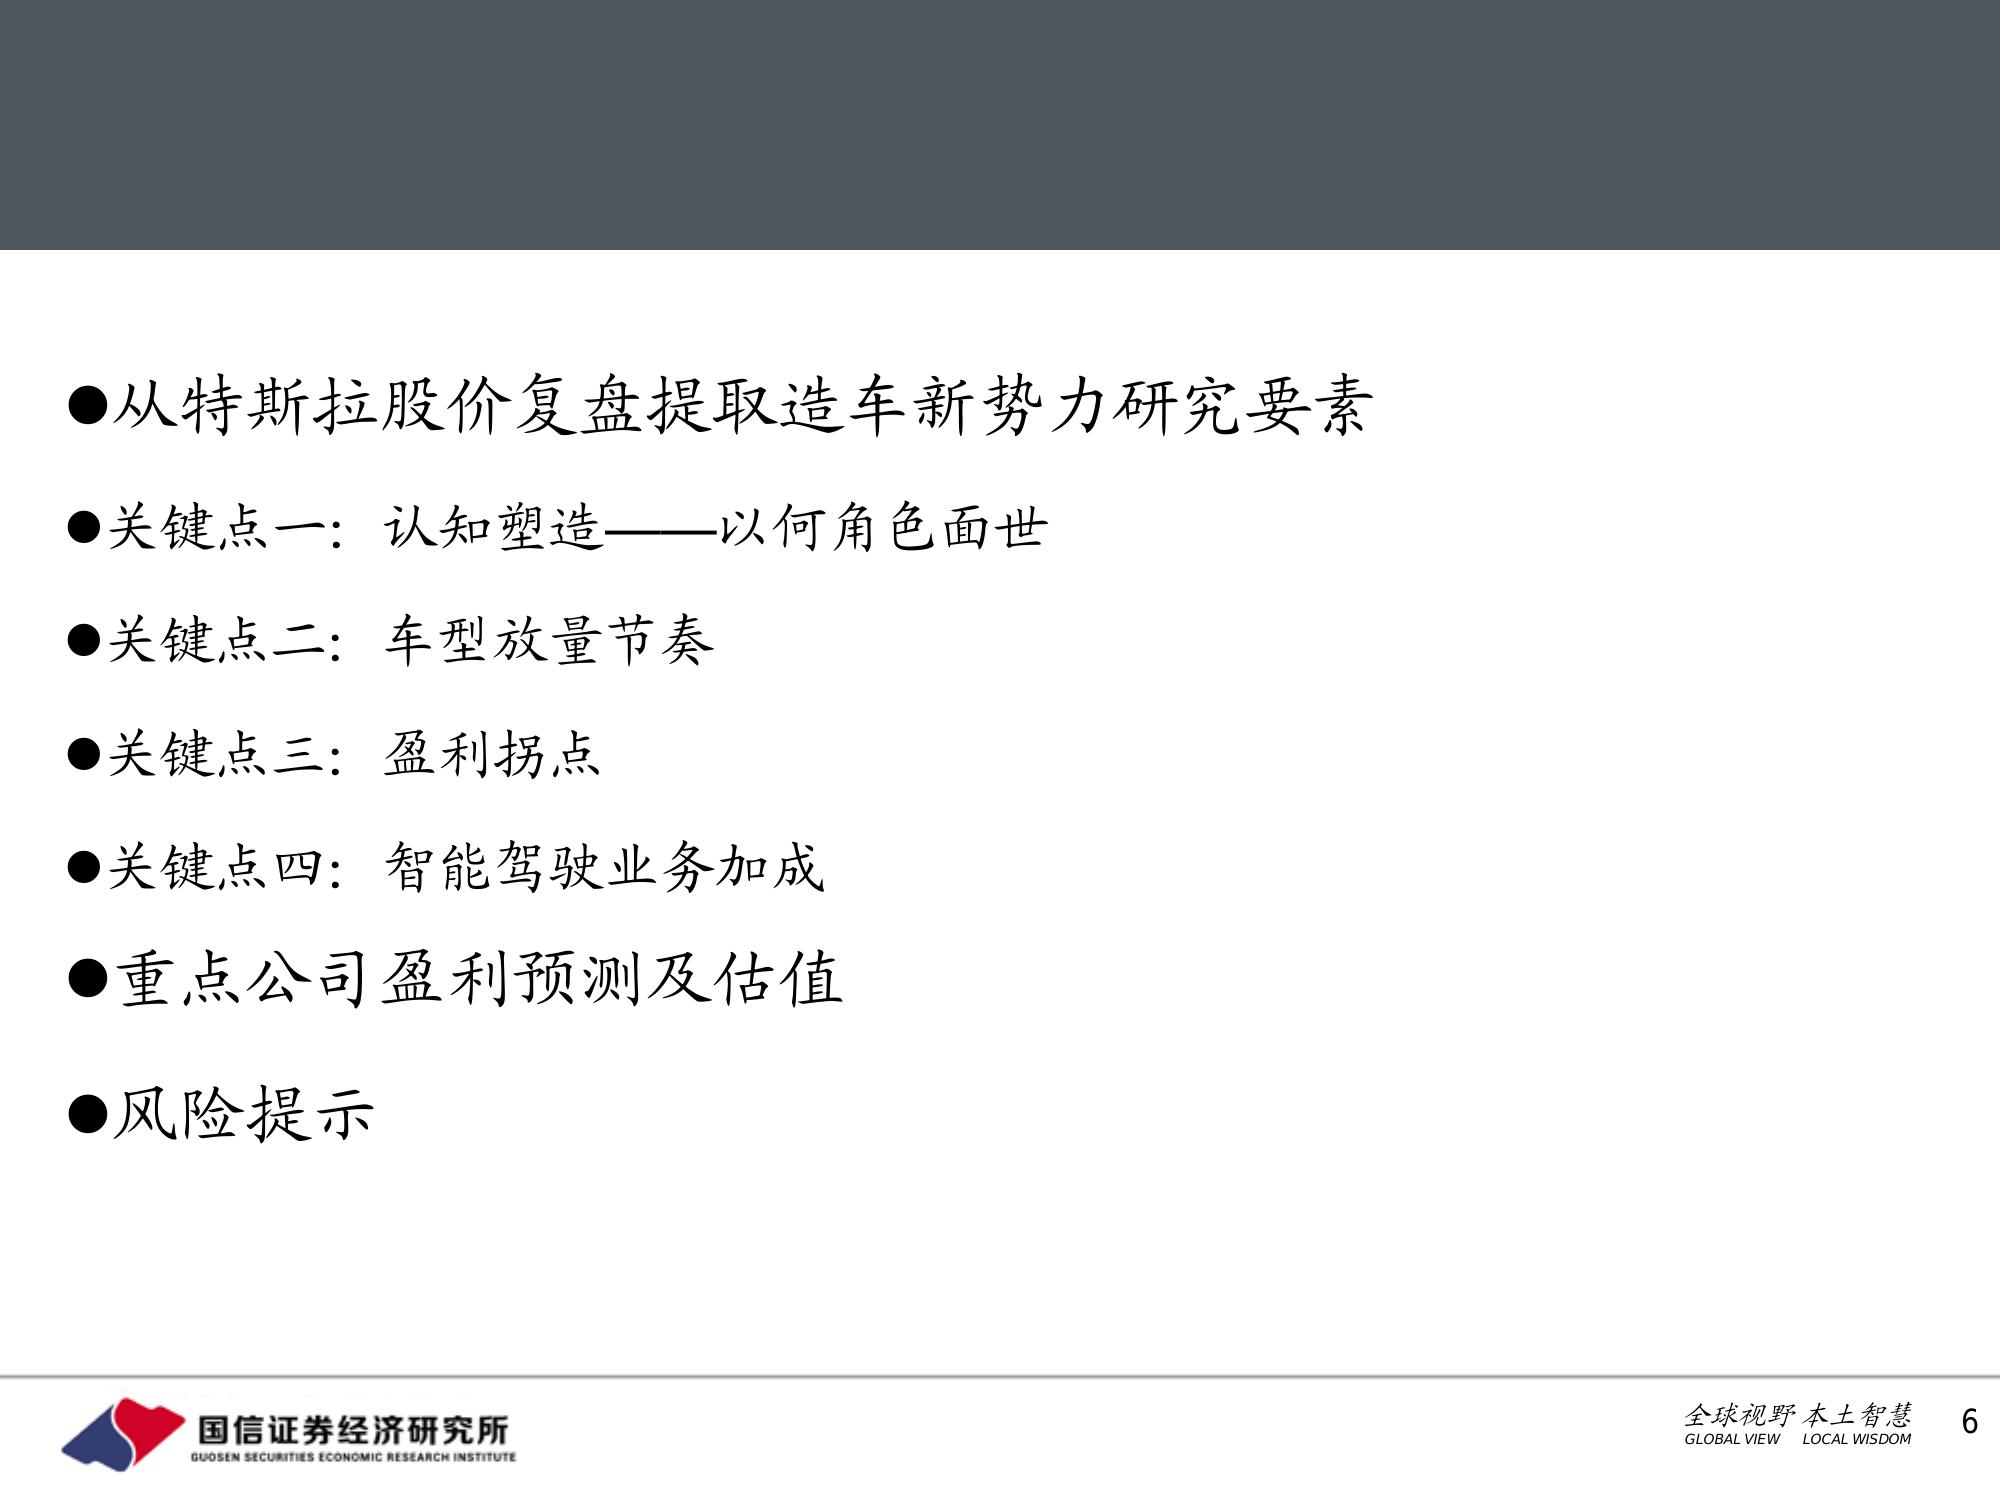 ●从特斯拉股价复盘提取造车新势力研究要素
●关键点一：认知塑造——以何角色面世
●关键点二：车型放量节奏
●关键点三：盈利拐点
●关键点四：智能驾驶业务加成
●重点公司盈利预测及估值
●风险提示
国信证券经济研究所
GUOSEN SECURITIES ECONOMIC RESEARCH INSTITUTE
全球视野 本土智慧
GLOBAL VIEW LOCAL WISDOM
6